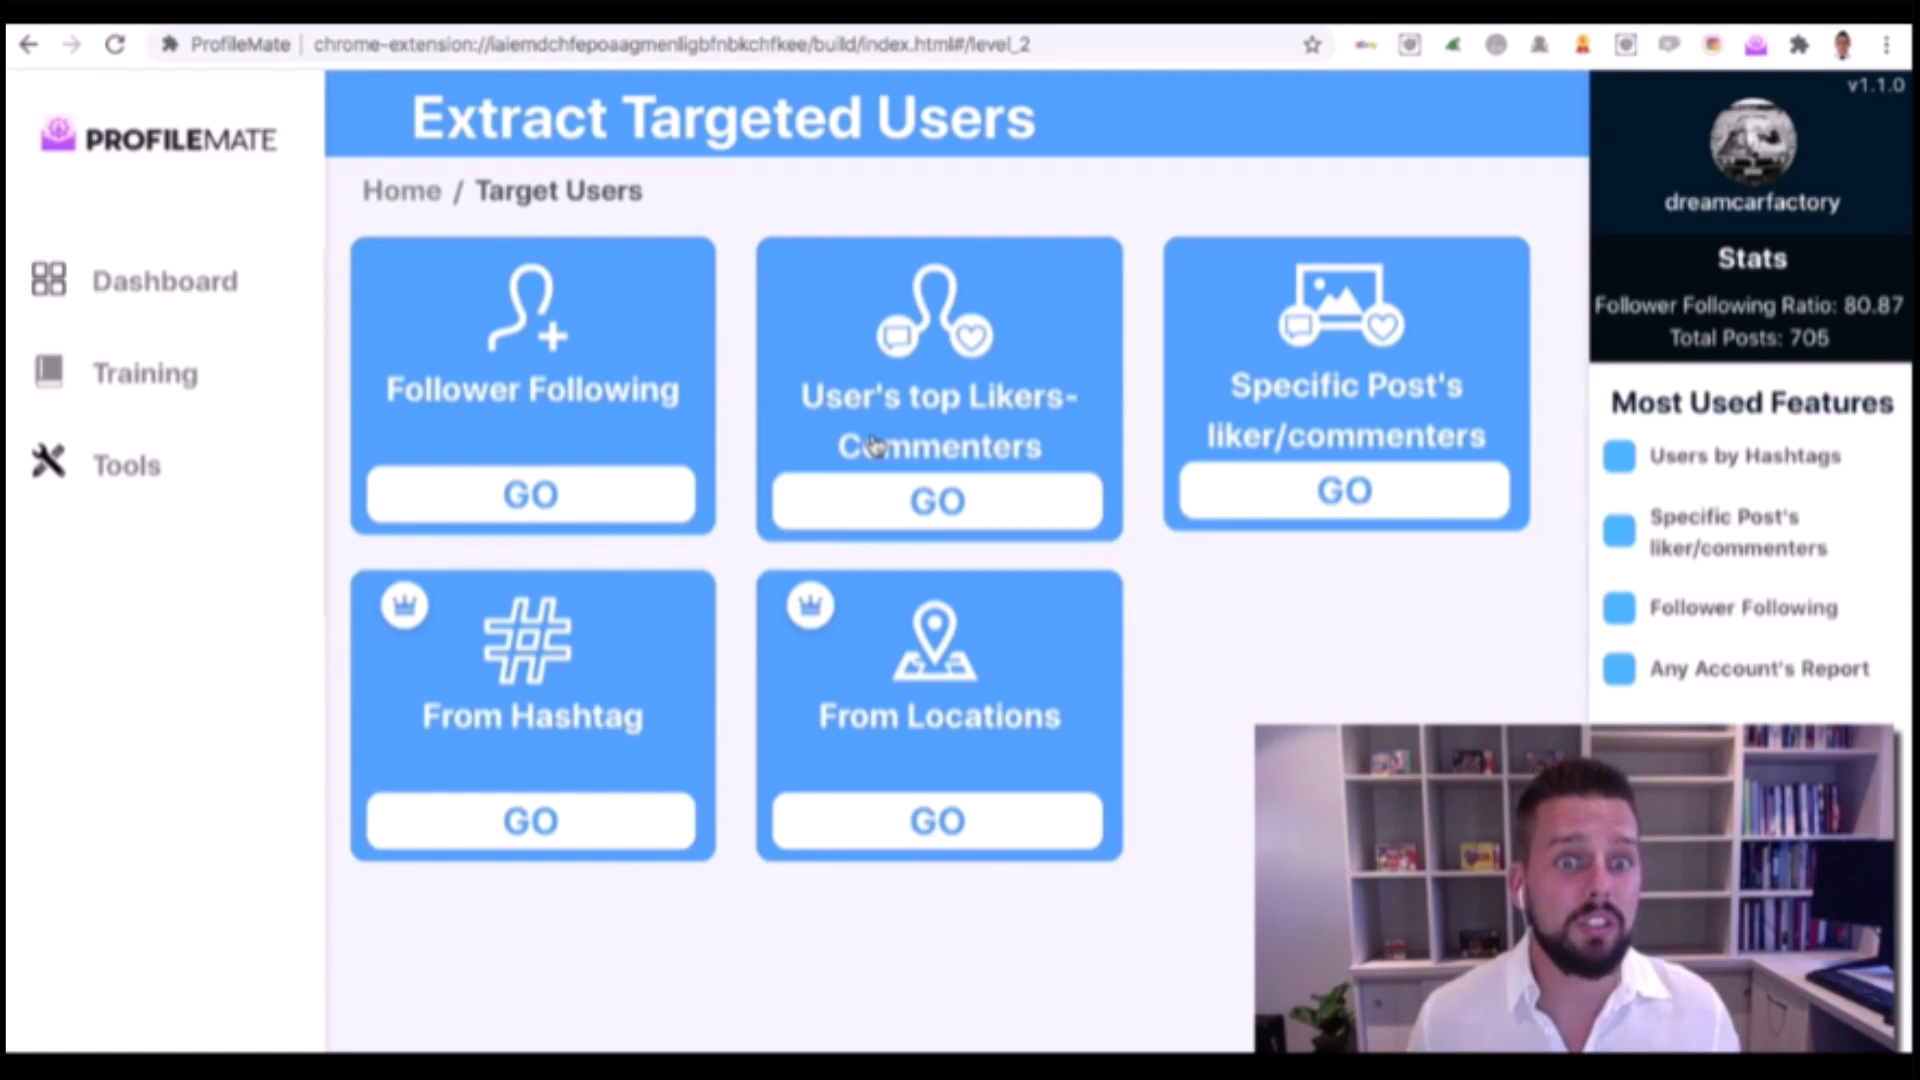 ProfileMate
chrome-extension://iaiemdchfepoaagmenligbfnbkchfkee/build/index.html#/level_2
PROFILEMATE
Extract Targeted Users
v1.1.0
Home / Target Users
dreamcarfactory
Dashboard
Training
Tools
Follower Following
GO
User's top Likers-
Commenters
GO
Specific Post's
liker/commenters
GO
From Hashtag
GO
From Locations
GO
Stats
Follower Following Ratio: 80.87
Total Posts: 705
Most Used Features
Users by Hashtags
Specific Post's
liker/commenters
Follower Following
Any Account's Report